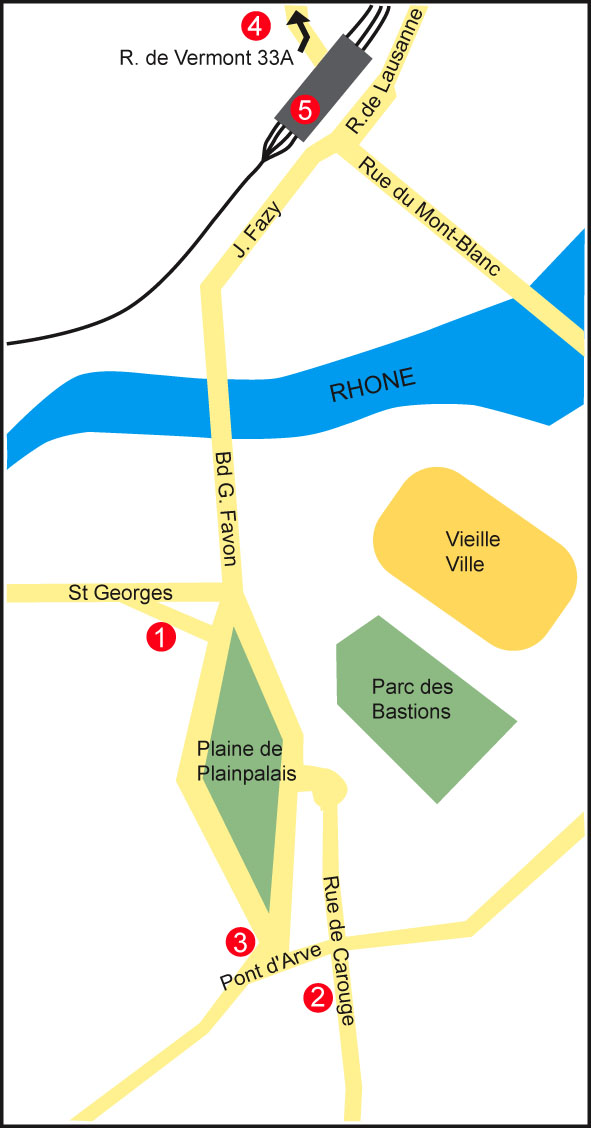 4
R. de Vermont 33A
5
R.de Lausanne
Rue du Mont-Blanc
J. Fazy
RHONE
Bd G. Favon
Vieille
Ville
St Georges
1
Parc des
Bastions
Plaine de
Plainpalais
Rue de Carouge
3
Pont d'Arve
2